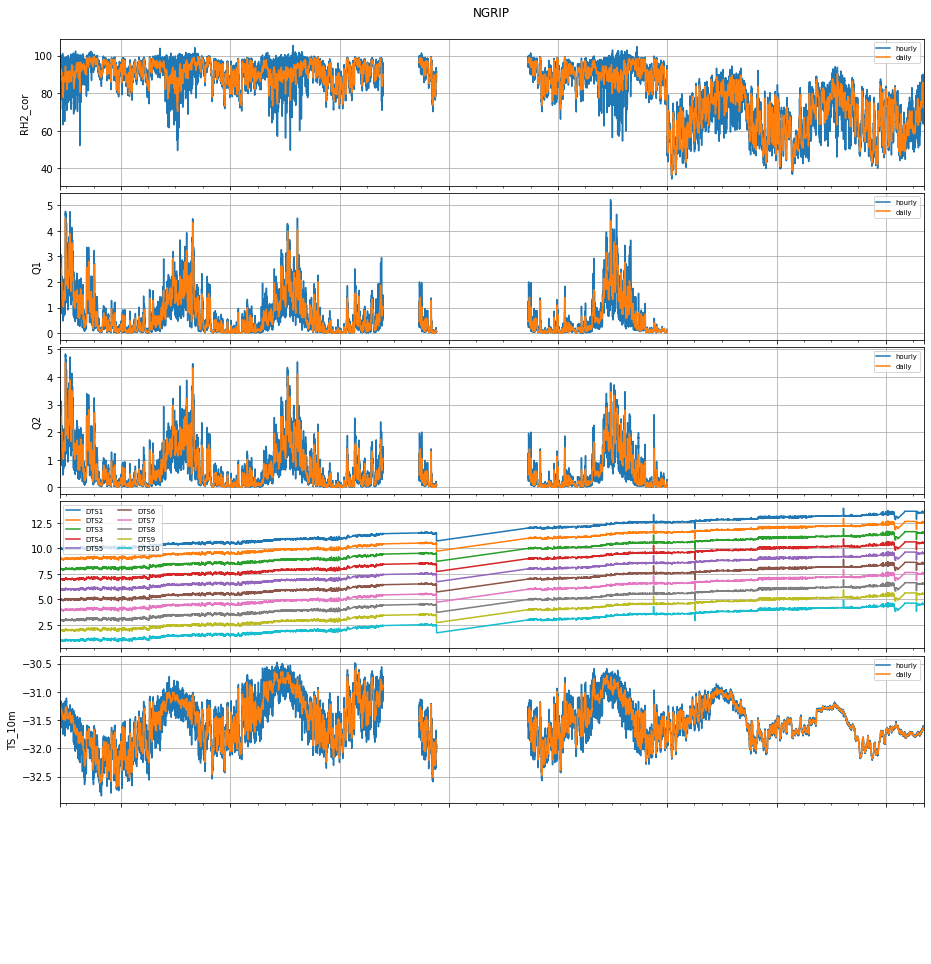 NGRIP
RH2_cor
100
80
60
40
hourly
daily
Q1
5
4
3
2
1
0
hourly
daily
Q2
5
4
3
2
1
0
hourly
daily
12.5
10.0
7.5
5.0
2.5
DTS1 DTS6
DTS2 DTS7
DTS3 DTS8
DTS4 DTS9
DTS5 DTS10
TS_10m
−30.5
−31.0
−31.5
−32.0
−32.5
hourly
daily